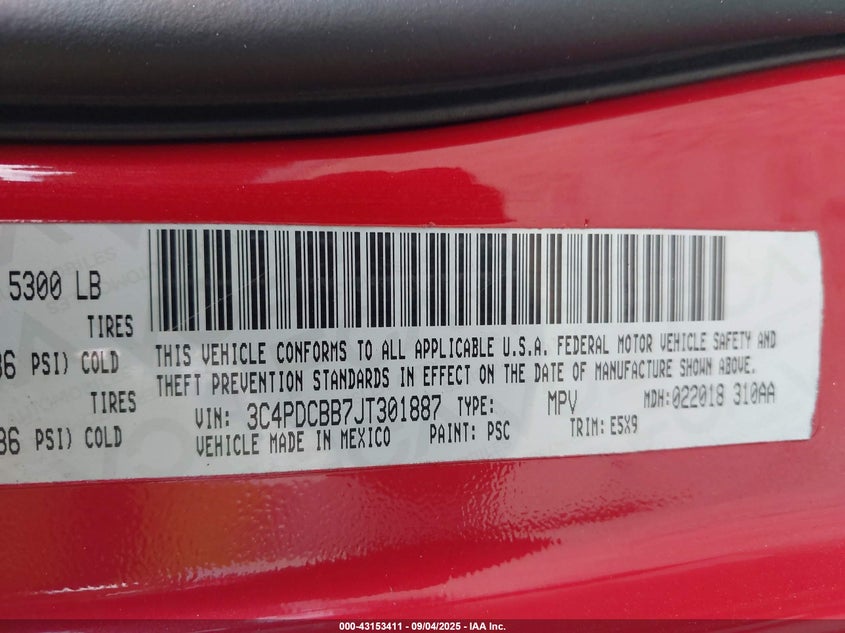 5300 LB
TIRES
36 PSI) COLD
TIRES
36 PSI) COLD
THIS VEHICLE CONFORMS TO ALL APPLICABLE U.S.A. FEDERAL MOTOR VEHICLE SAFETY AND
THEFT PREVENTION STANDARDS IN EFFECT ON THE DATE OF MANUFACTURE SHOWN ABOVE.
VIN: 3C4PDCBB7JT301887 TYPE: MPV MDH:022018 310AA
VEHICLE MADE IN MEXICO PAINT: PSC TRIM: E5X9
000-43153411 - 09/04/2025 - IAA Inc.